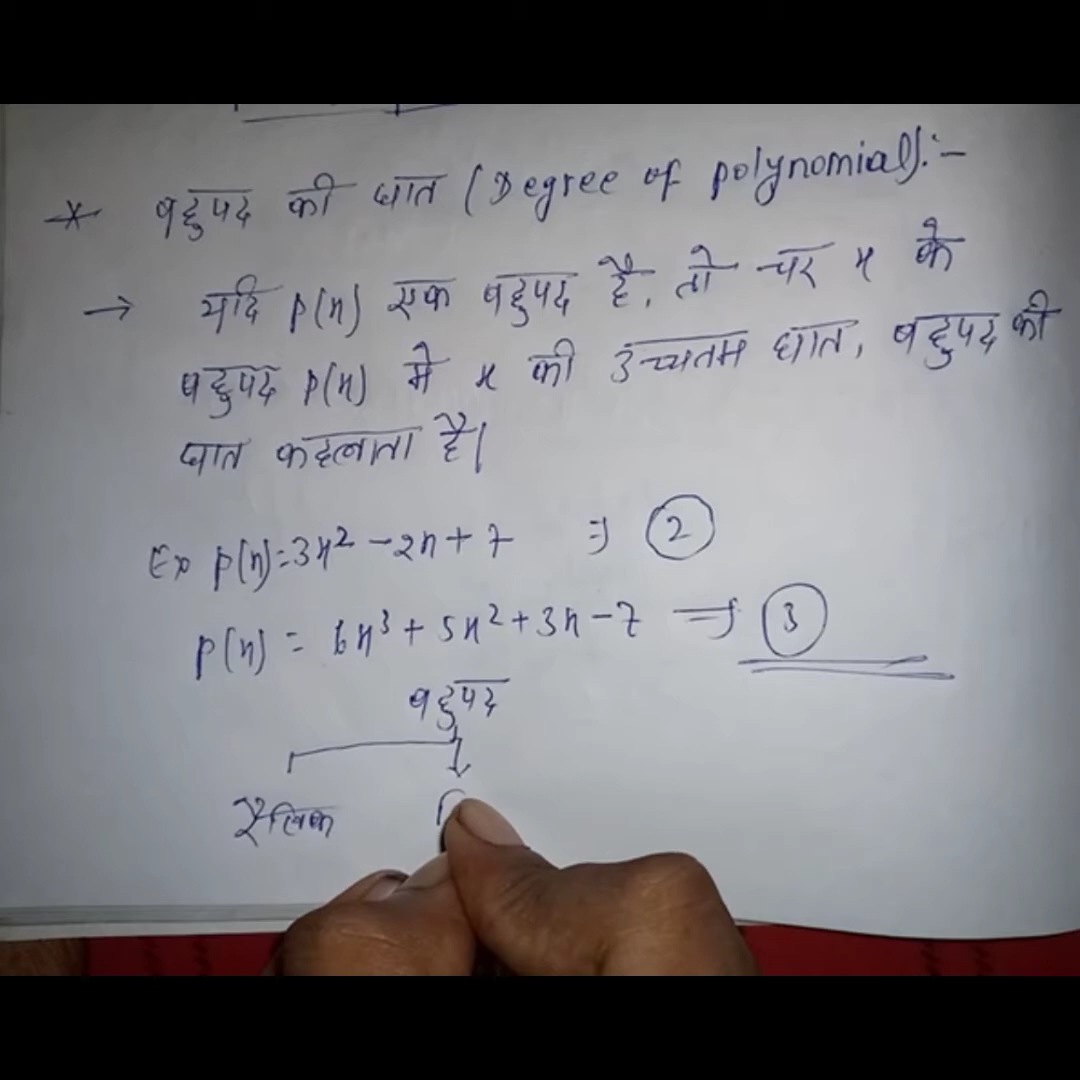 * बहुपद की घात (Degree of polynomial):-
→ यदि p(x) एक बहुपद है, तो चर x के
बहुपद p(x) मे x की उच्चतम घात, बहुपद की
घात कहलाता है।
Ex p(x)=3x² -2x+7 ⇒ 2
p(x) = 6x³ + 5x² + 3x - 7 ⇒ 3
बहुपद
रैखिक